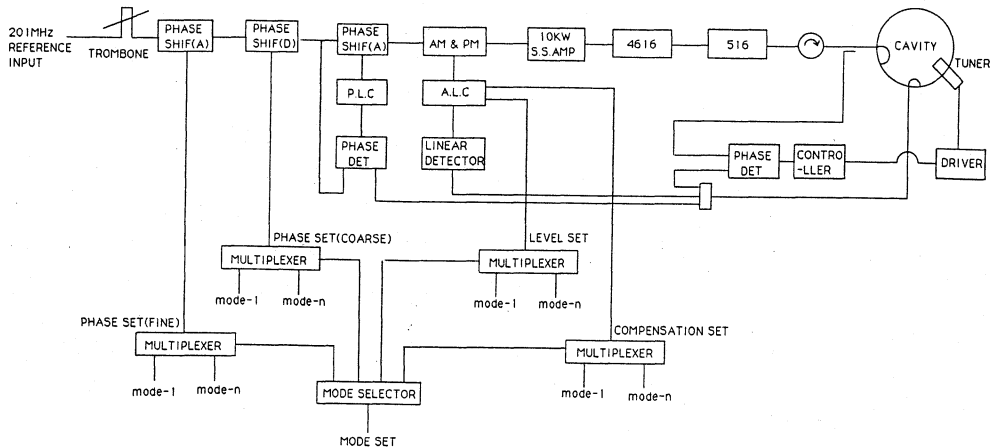 201MHz
REFERENCE
INPUT
TROMBONE
PHASE
SHIF(A)
PHASE
SHIF(D)
PHASE
SHIF(A)
AM & PM
10KW
S.S.AMP
4616
516
CAVITY
TUNER
P.L.C
A.L.C
PHASE
DET
LINEAR
DETECTOR
PHASE
DET
CONTRO
-LLER
DRIVER
PHASE SET(COARSE)
MULTIPLEXER
mode-1
mode-n
LEVEL SET
MULTIPLEXER
mode-1
mode-n
PHASE SET(FINE)
MULTIPLEXER
mode-1
mode-n
COMPENSATION SET
MULTIPLEXER
mode-1
mode-n
MODE SELECTOR
MODE SET